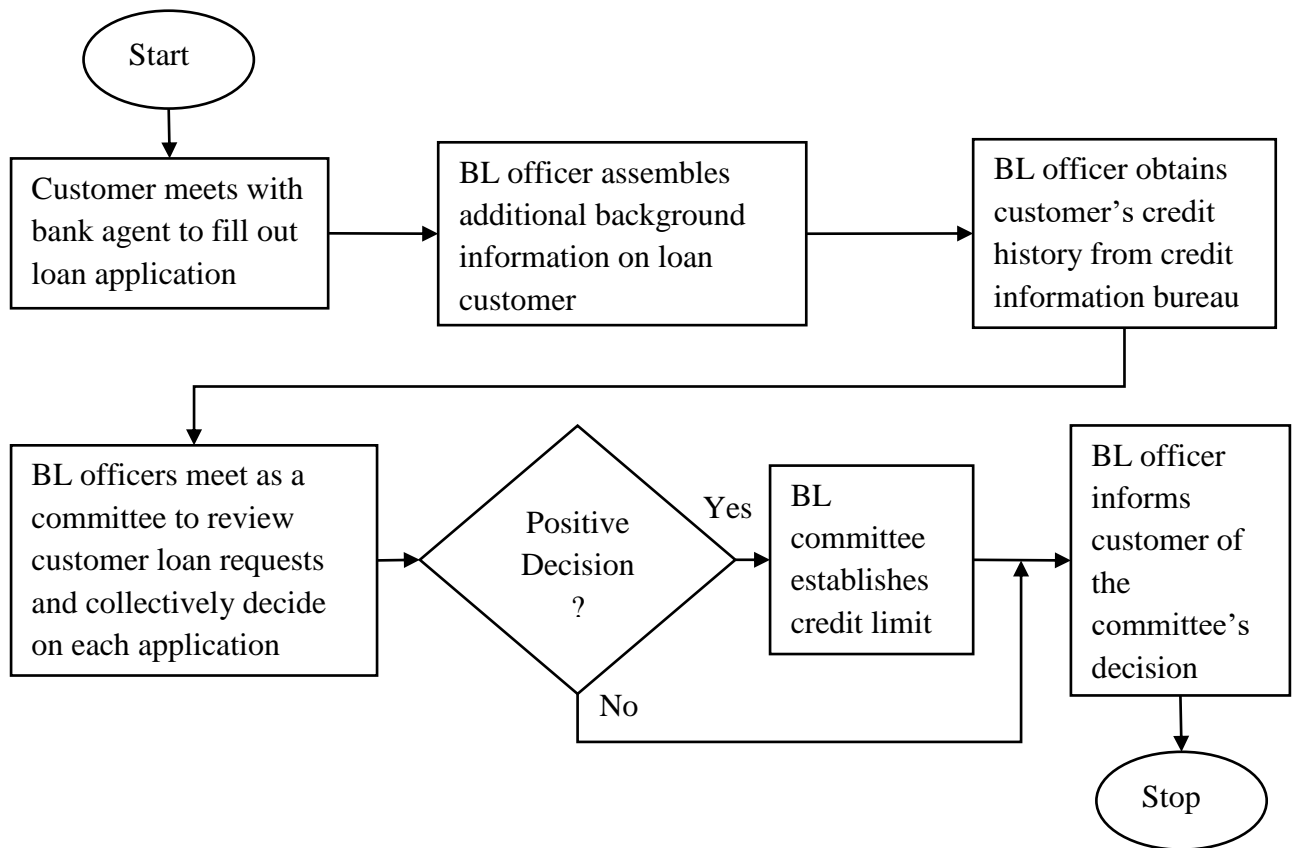 Start
Customer meets with
bank agent to fill out
loan application
BL officer assembles
additional background
information on loan
customer
BL officer obtains
customer’s credit
history from credit
information bureau
BL officers meet as a
committee to review
customer loan requests
and collectively decide
on each application
Positive
Decision
?
Yes
No
BL
committee
establishes
credit limit
BL officer
informs
customer of
the
committee’s
decision
Stop